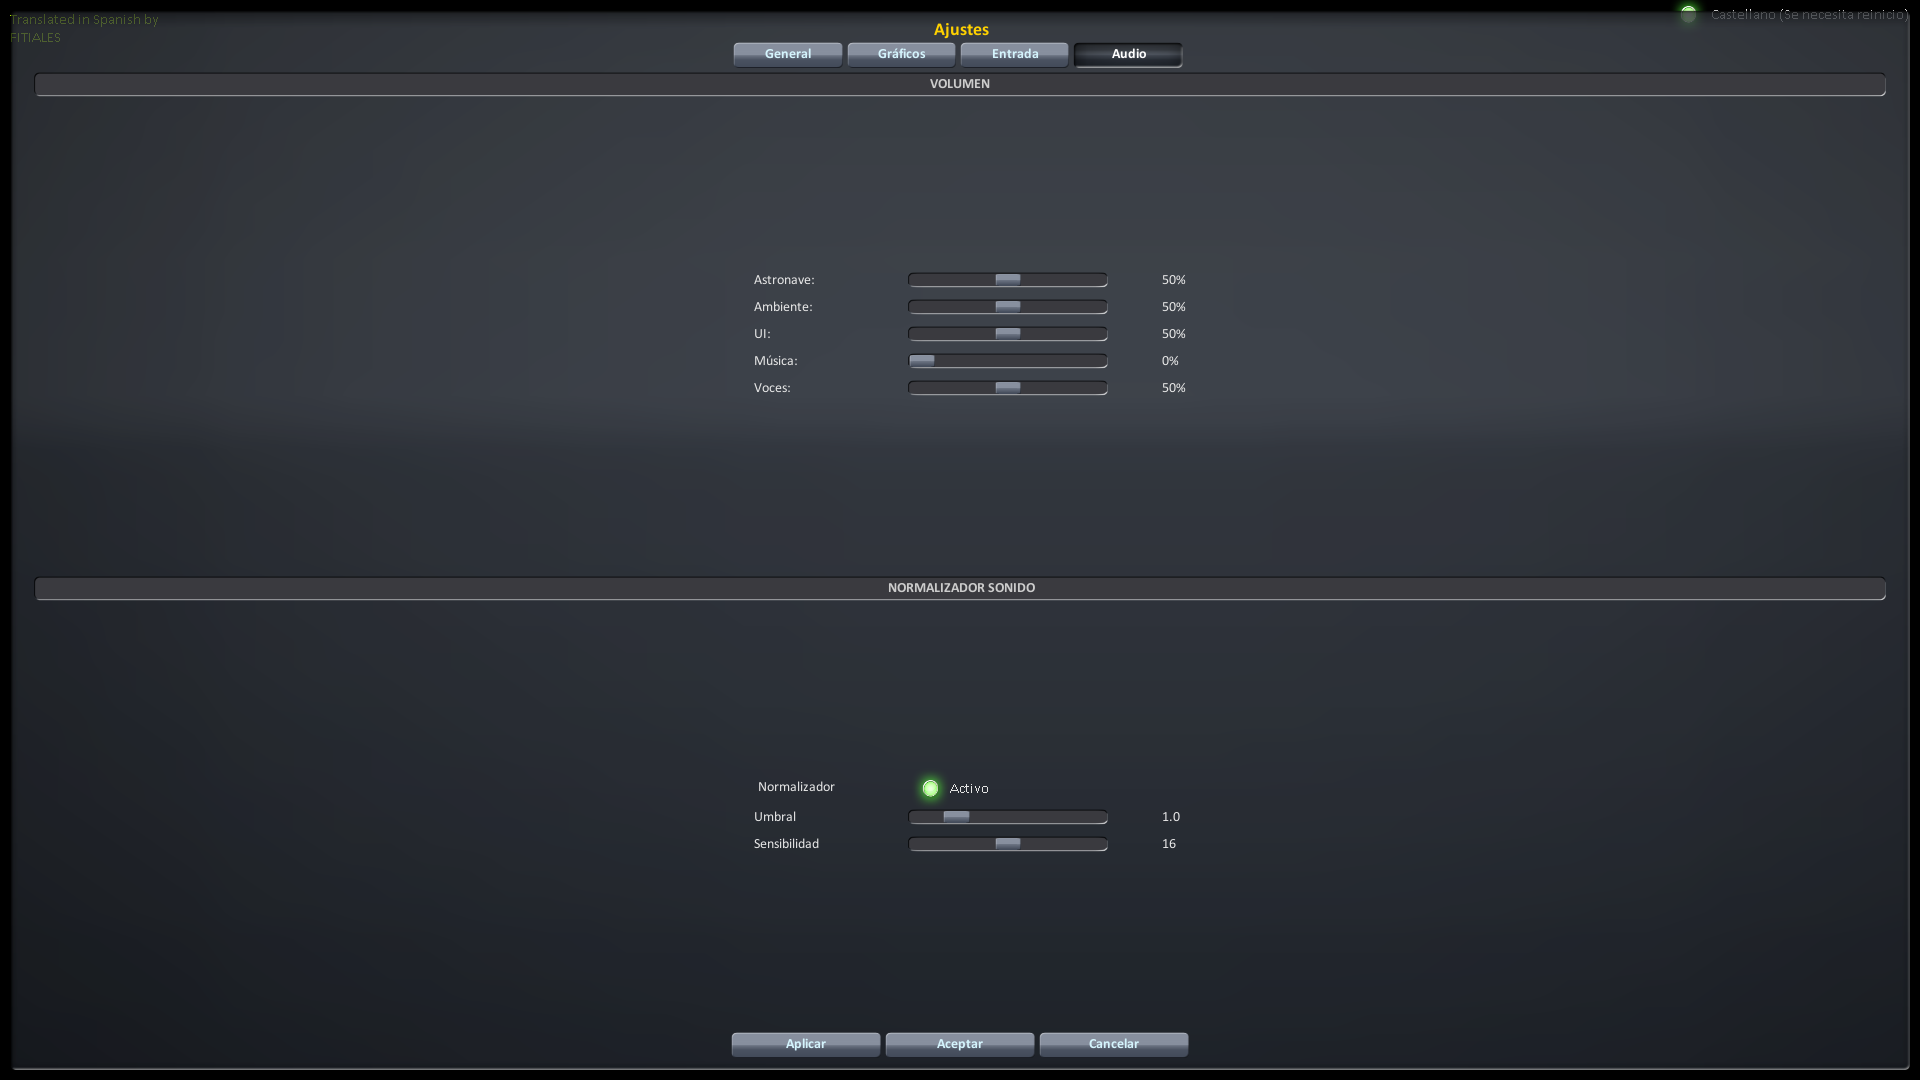 Translated in Spanish by
FITIALES
Castellano (Se necesita reinicio)
Ajustes
General Gráficos Entrada Audio
VOLUMEN
Astronave: 50%
Ambiente: 50%
UI: 50%
Música: 0%
Voces: 50%
NORMALIZADOR SONIDO
Normalizador Activo
Umbral 1.0
Sensibilidad 16
Aplicar Aceptar Cancelar